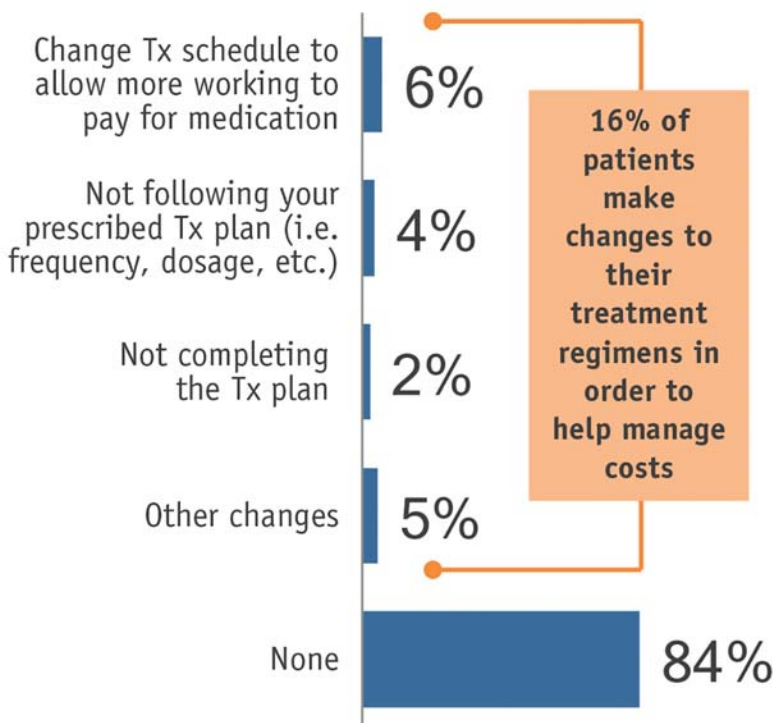 Change Tx schedule to
allow more working to
pay for medication
6%
Not following your
prescribed Tx plan (i.e.
frequency, dosage, etc.)
4%
Not completing
the Tx plan
2%
Other changes
5%
None
84%
16% of
patients
make
changes to
their
treatment
regimens in
order to
help manage
costs